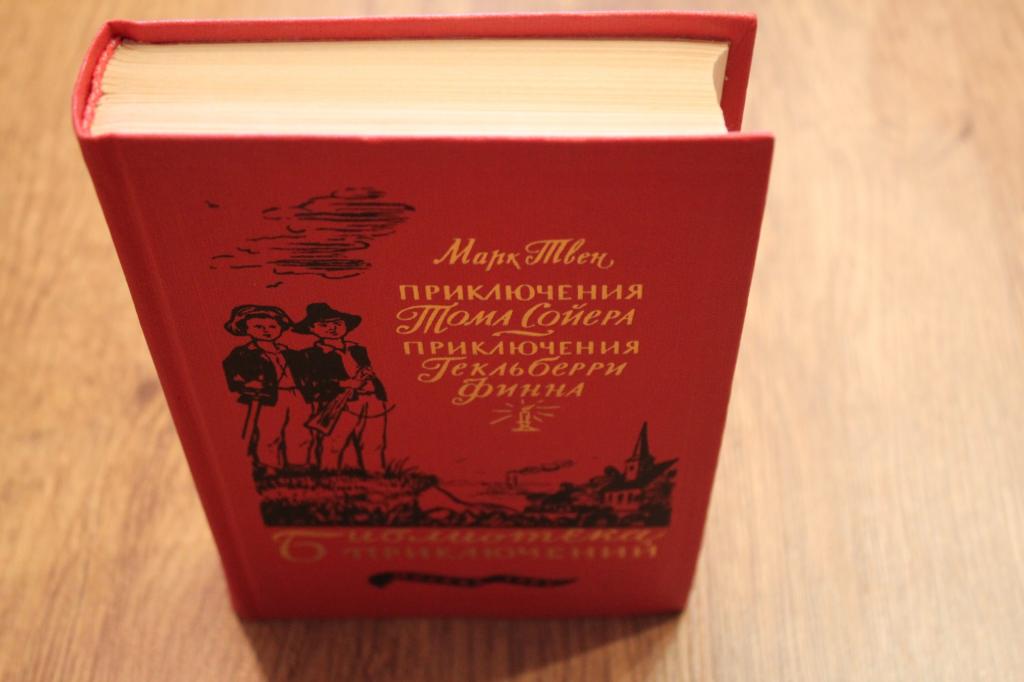 Марк Твен
ПРИКЛЮЧЕНИЯ
Тома Сойера
ПРИКЛЮЧЕНИЯ
Гекльберри
Финна
Библиотека
ПРИКЛЮЧЕНИЙ